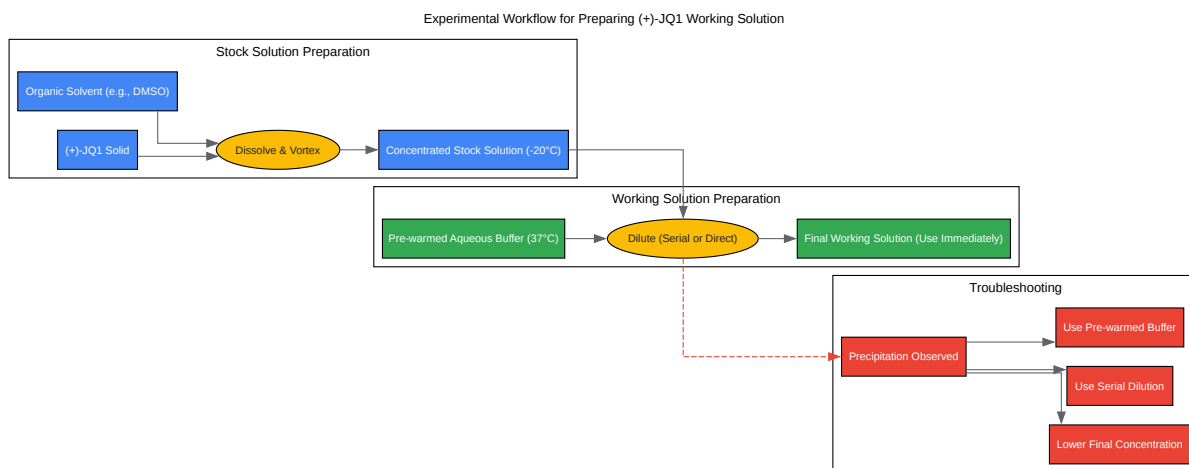 Experimental Workflow for Preparing (+)-JQ1 Working Solution
Stock Solution Preparation
Organic Solvent (e.g., DMSO)
(+)-JQ1 Solid
Dissolve & Vortex
Concentrated Stock Solution (-20°C)
Working Solution Preparation
Pre-warmed Aqueous Buffer (37°C)
Dilute (Serial or Direct)
Final Working Solution (Use Immediately)
Troubleshooting
Precipitation Observed
Use Pre-warmed Buffer
Use Serial Dilution
Lower Final Concentration